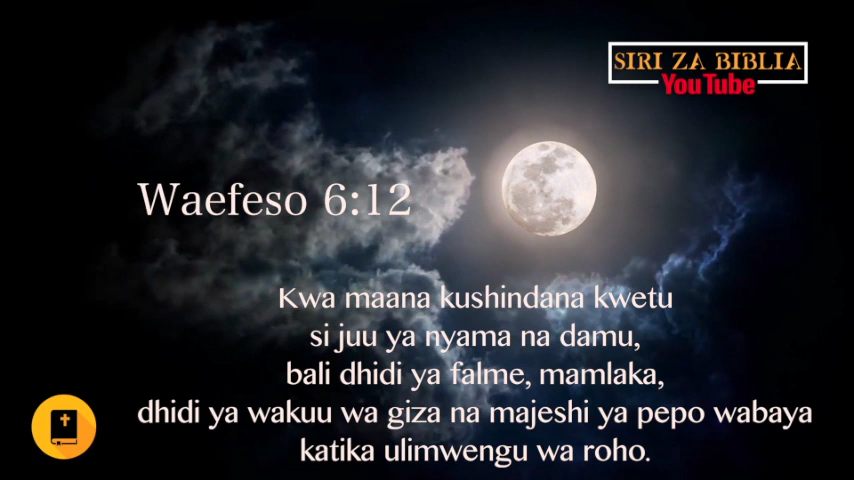 SIRI ZA BIBLIA
YouTube
Waefeso 6:12
Kwa maana kushindana kwetu
si juu ya nyama na damu,
bali dhidi ya falme, mamlaka,
dhidi ya wakuu wa giza na majeshi ya pepo wabaya
katika ulimwengu wa roho.